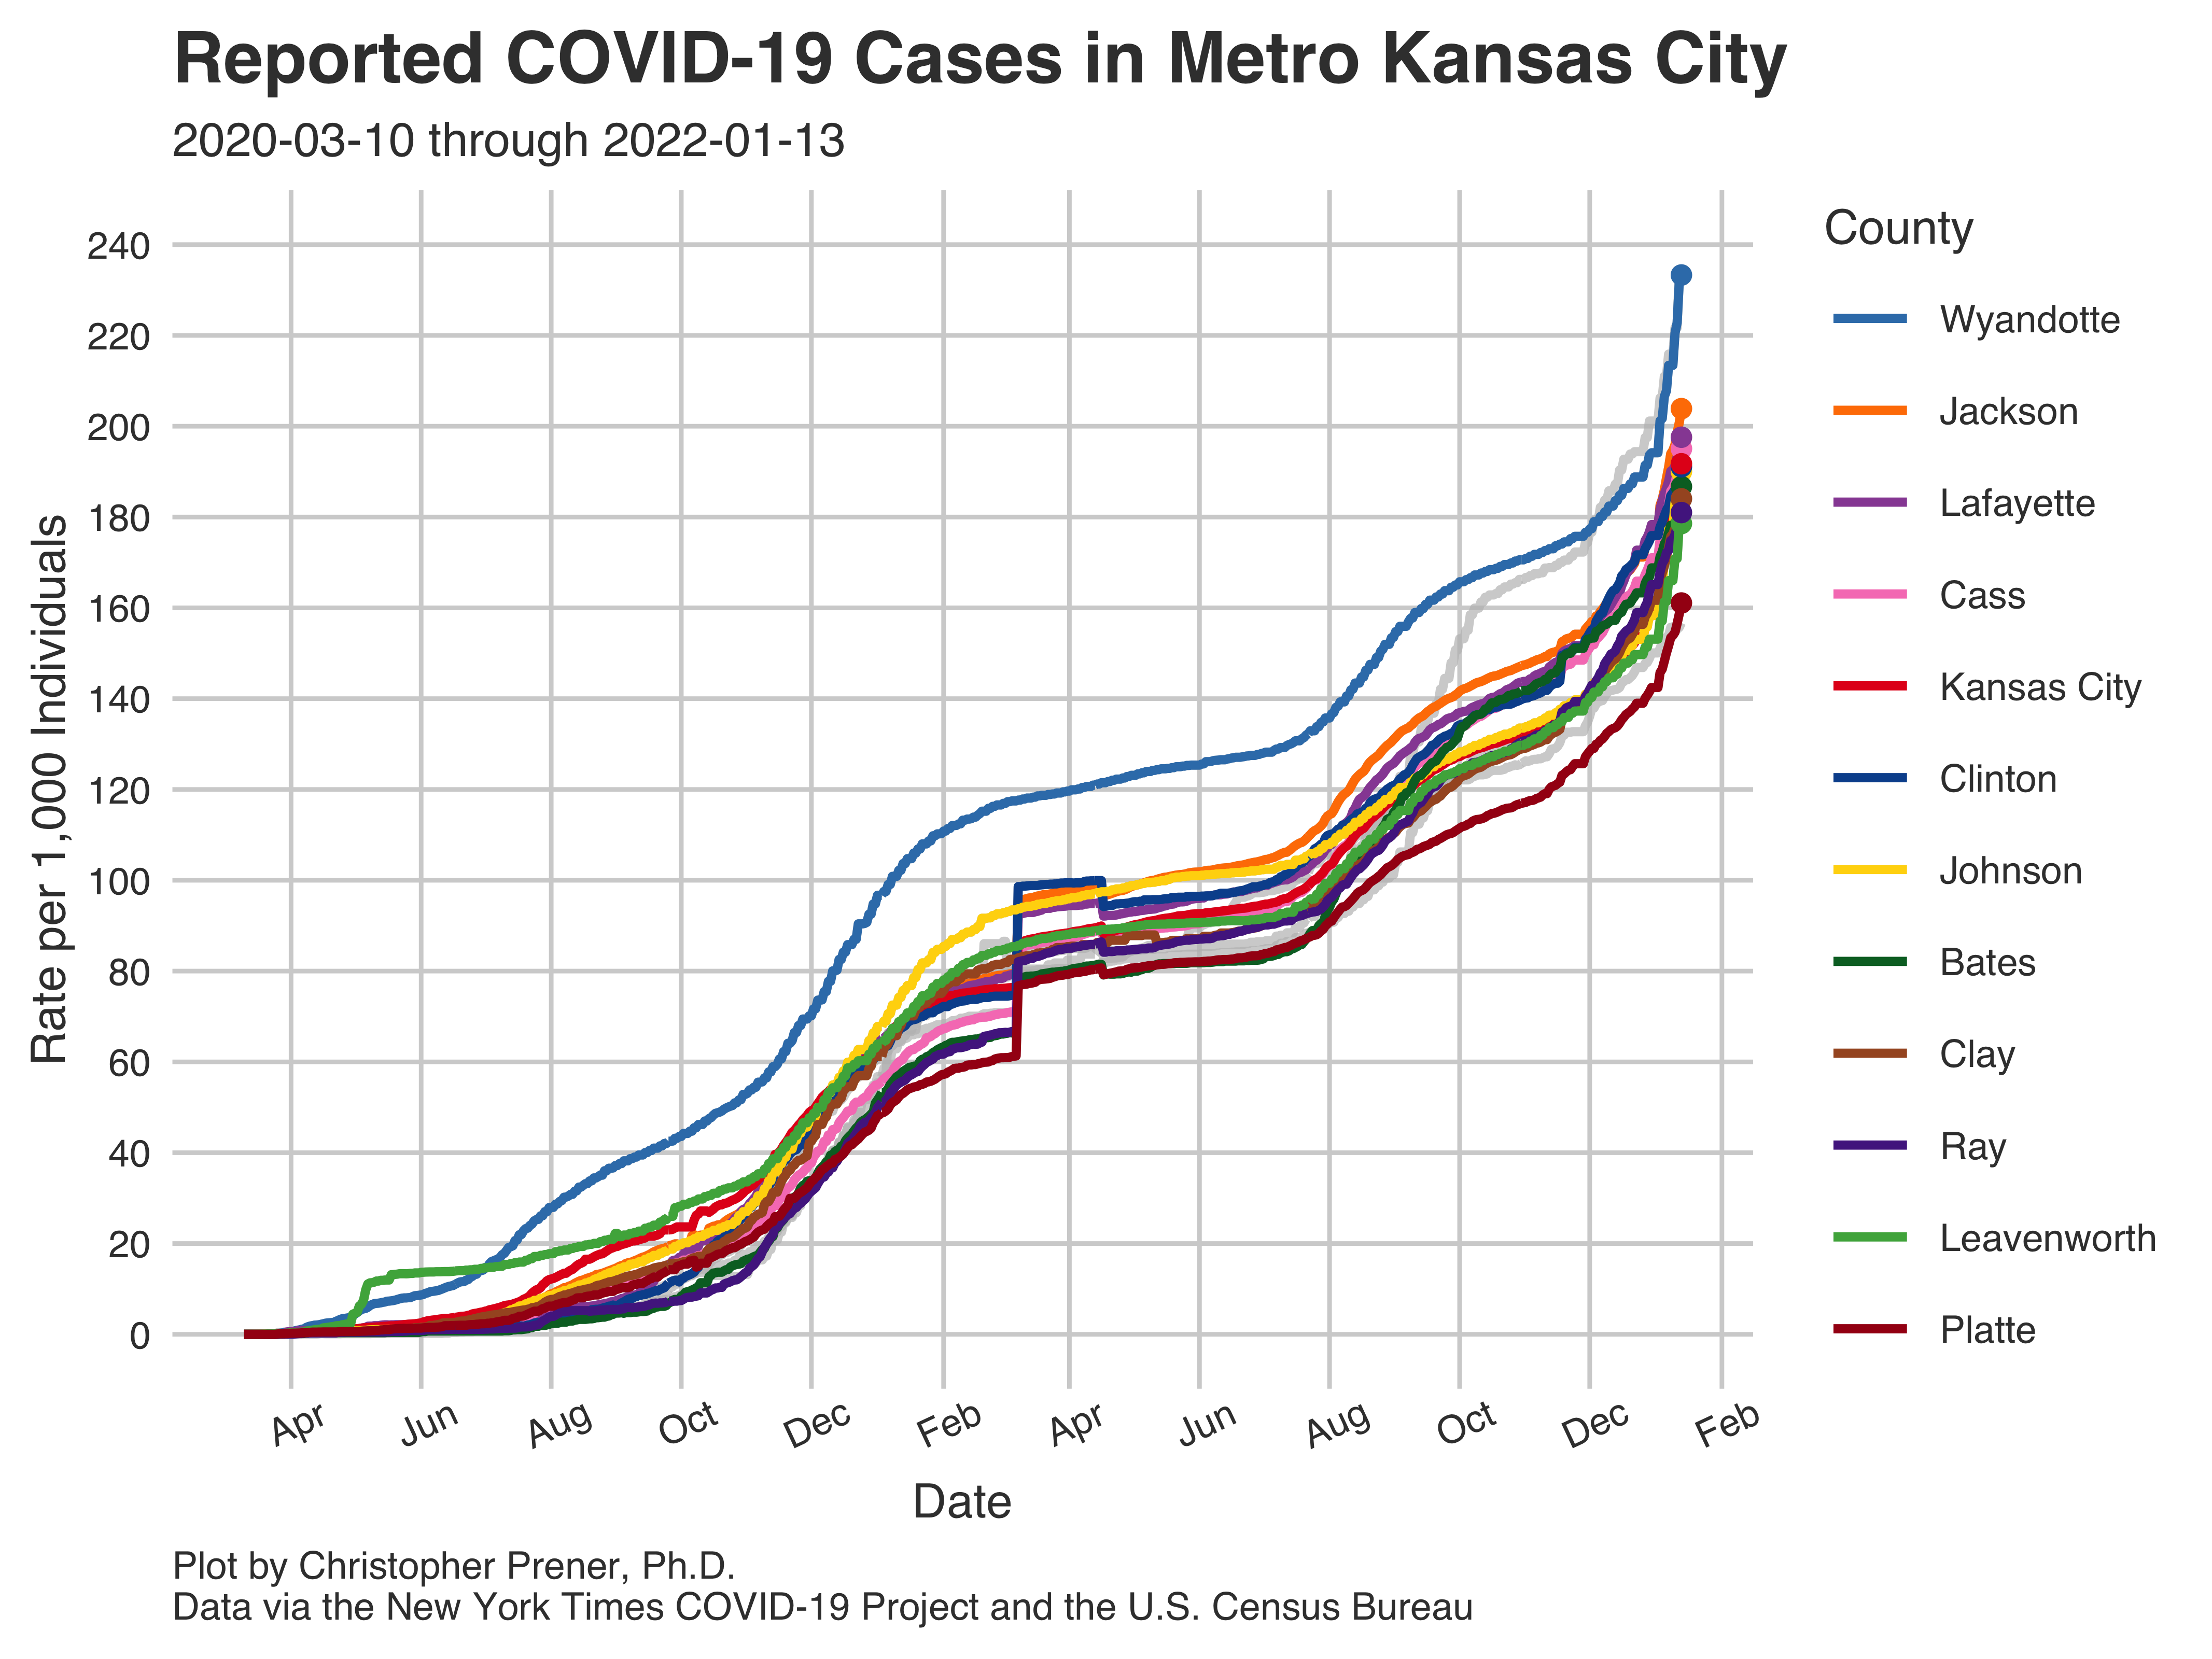 Reported COVID-19 Cases in Metro Kansas City
2020-03-10 through 2022-01-13
Rate per 1,000 Individuals
240
220
200
180
160
140
120
100
80
60
40
20
0
Apr Jun Aug Oct Dec Feb Apr Jun Aug Oct Dec Feb
Date
County
Wyandotte
Jackson
Lafayette
Cass
Kansas City
Clinton
Johnson
Bates
Clay
Ray
Leavenworth
Platte
Plot by Christopher Prener, Ph.D.
Data via the New York Times COVID-19 Project and the U.S. Census Bureau